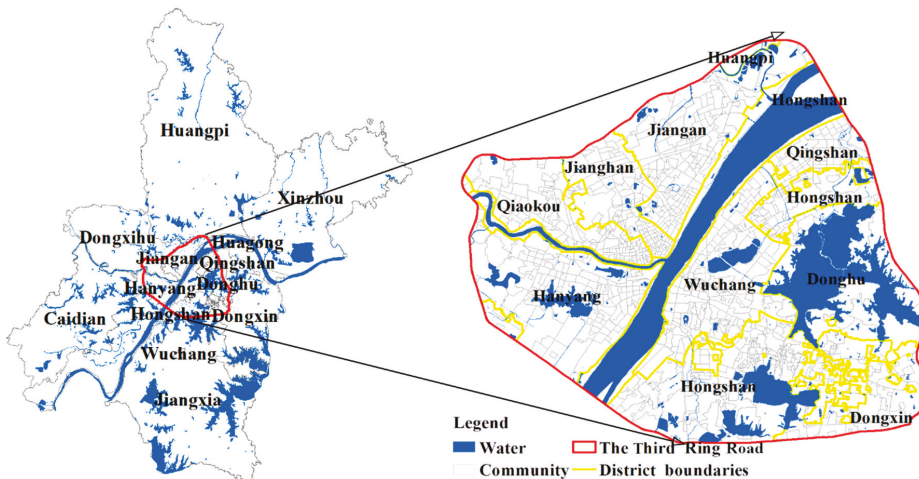 Huangpi
Xinzhou
Dongxihu
Huagong
Jiangan
Qingshan
Hanyang
Donghu
Caidian
Hongshan
Dongxin
Wuchang
Jiangxia
Huangpi
Hongshan
Jiangan
Qingshan
Jianghan
Hongshan
Qiaokou
Donghu
Wuchang
Hanyang
Hongshan
Dongxin
Legend
Water
The Third Ring Road
Community
District boundaries